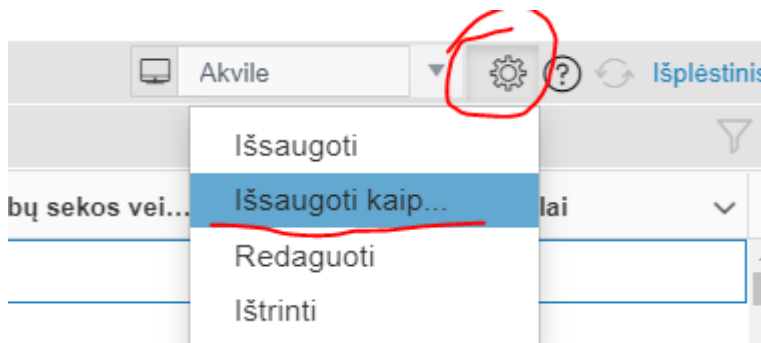 Akvile
Išplėstinis
Išsaugoti
Išsaugoti kaip...
bų sekos vei... lai
Redaguoti
Ištrinti